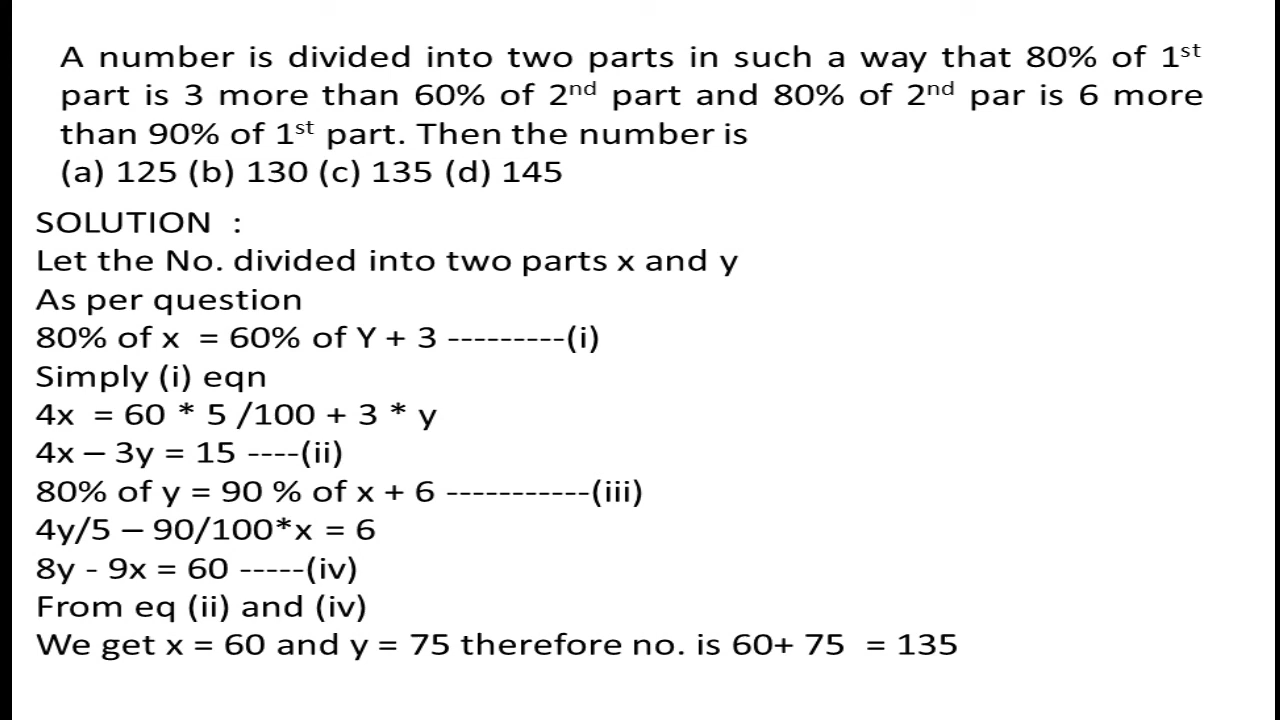 A number is divided into two parts in such a way that 80% of 1st
part is 3 more than 60% of 2nd part and 80% of 2nd par is 6 more
than 90% of 1st part. Then the number is
(a) 125 (b) 130 (c) 135 (d) 145
SOLUTION :
Let the No. divided into two parts x and y
As per question
80% of x = 60% of Y + 3 ---------(i)
Simply (i) eqn
4x = 60 * 5 /100 + 3 * y
4x – 3y = 15 ----(ii)
80% of y = 90 % of x + 6 -----------(iii)
4y/5 – 90/100*x = 6
8y - 9x = 60 -----(iv)
From eq (ii) and (iv)
We get x = 60 and y = 75 therefore no. is 60+ 75 = 135